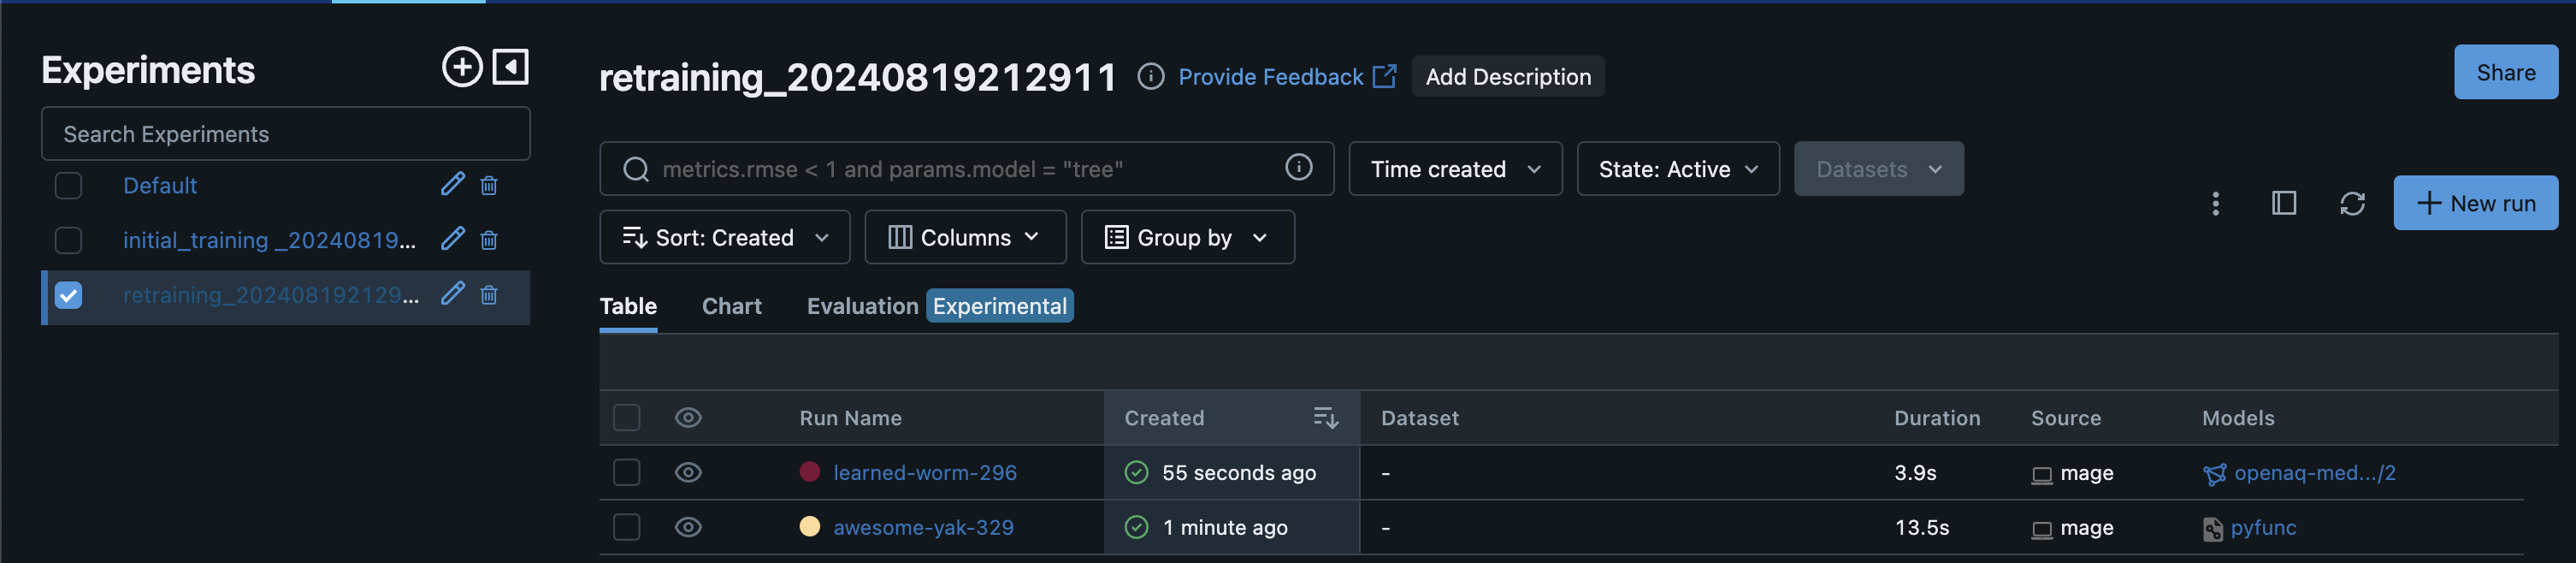 Experiments
Search Experiments
Default
initial_training _20240819...
retraining_202408192129...
retraining_20240819212911 Provide Feedback Add Description
Share
metrics.rmse < 1 and params.model = "tree" Time created State: Active Datasets
New run
Sort: Created Columns Group by
Table Chart Evaluation Experimental
Run Name Created Dataset Duration Source Models
learned-worm-296 55 seconds ago - 3.9s mage openaq-med.../2
awesome-yak-329 1 minute ago - 13.5s mage pyfunc